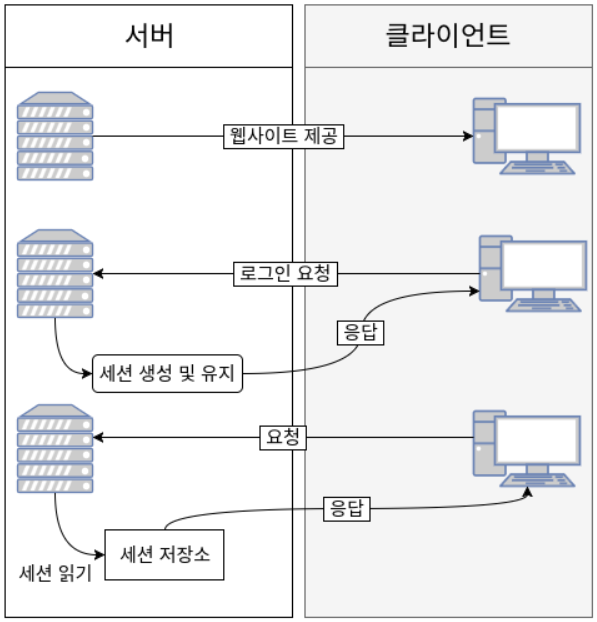 서버
클라이언트
웹사이트 제공
로그인 요청
응답
세션 생성 및 유지
요청
응답
세션 저장소
세션 읽기